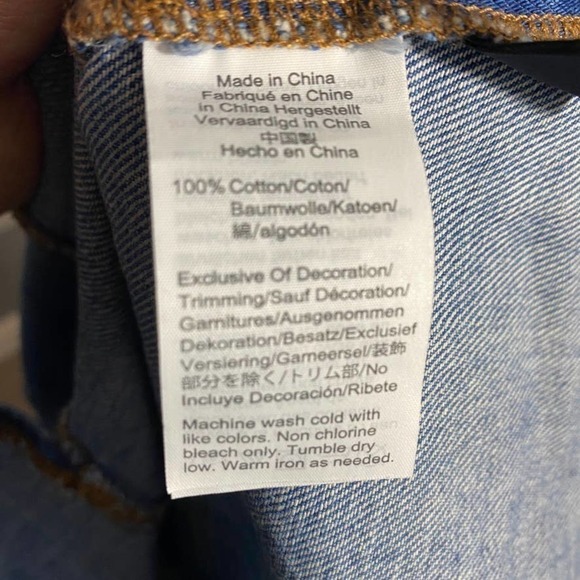 Made in China
Fabriqué en Chine
in China Hergestellt
Vervaardigd in China
中国製
Hecho en China
100% Cotton/Coton/
Baumwolle/Katoen/
綿/algodón
Exclusive Of Decoration/
Trimming/Sauf Décoration/
Garnitures/Ausgenommen
Dekoration/Besatz/Exclusief
Versiering/Garneersel/装飾
部分を除く/トリム部/No
Incluye Decoración/Ribete
Machine wash cold with
like colors. Non chlorine
bleach only. Tumble dry
low. Warm iron as needed.